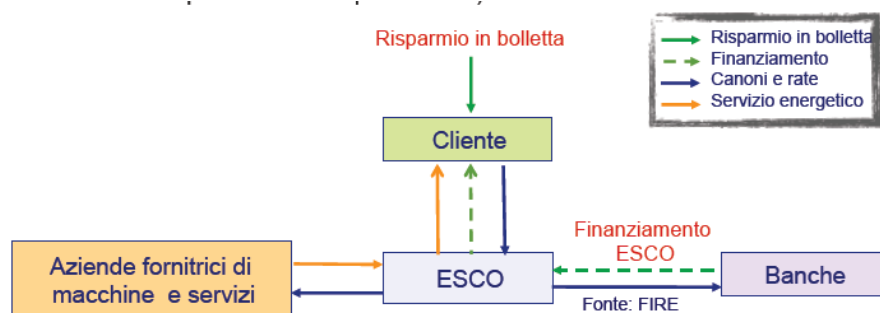 Risparmio in bolletta
Risparmio in bolletta
Finanziamento
Canoni e rate
Servizio energetico
Cliente
Finanziamento
ESCO
Aziende fornitrici di
macchine e servizi
ESCO
Banche
Fonte: FIRE